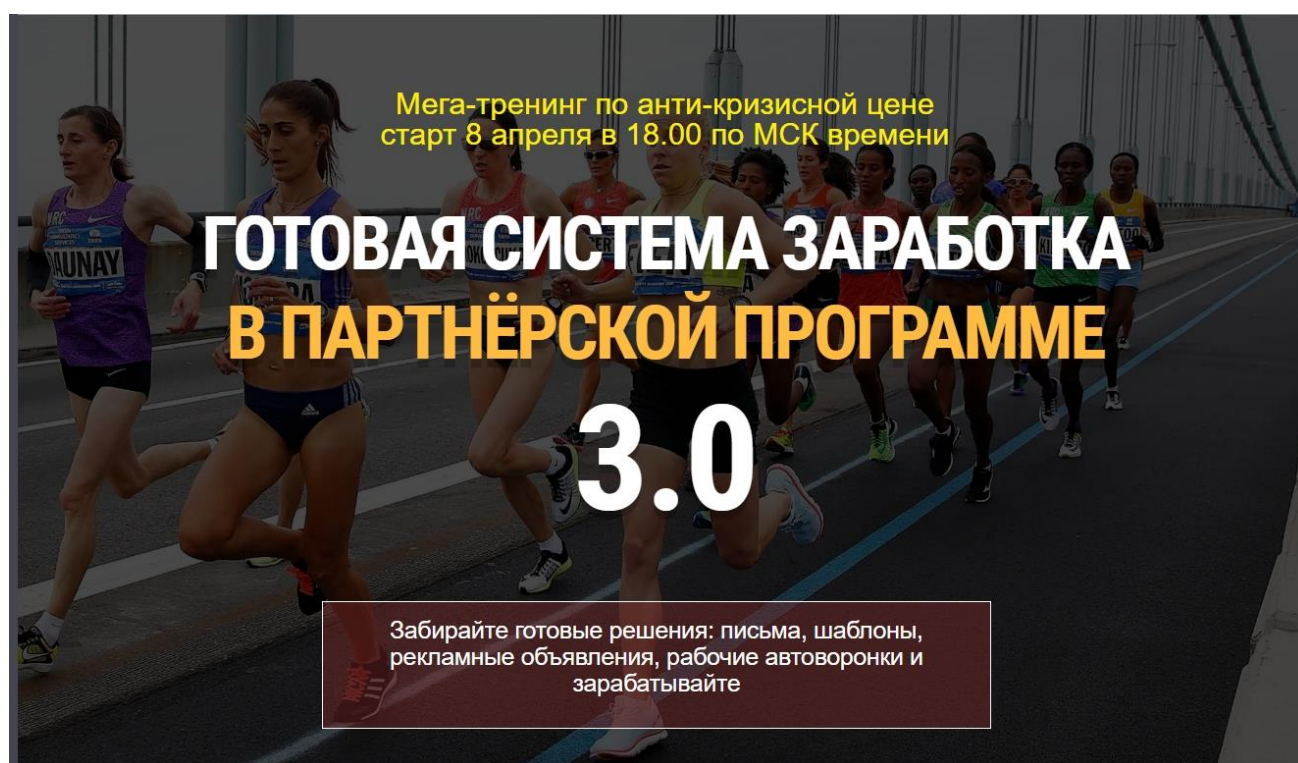 Мега-тренинг по анти-кризисной цене
старт 8 апреля в 18.00 по МСК времени
ГОТОВАЯ СИСТЕМА ЗАРАБОТКА
В ПАРТНЁРСКОЙ ПРОГРАММЕ
3.0
Забирайте готовые решения: письма, шаблоны,
рекламные объявления, рабочие автоворонки и
зарабатывайте
DAUNAY